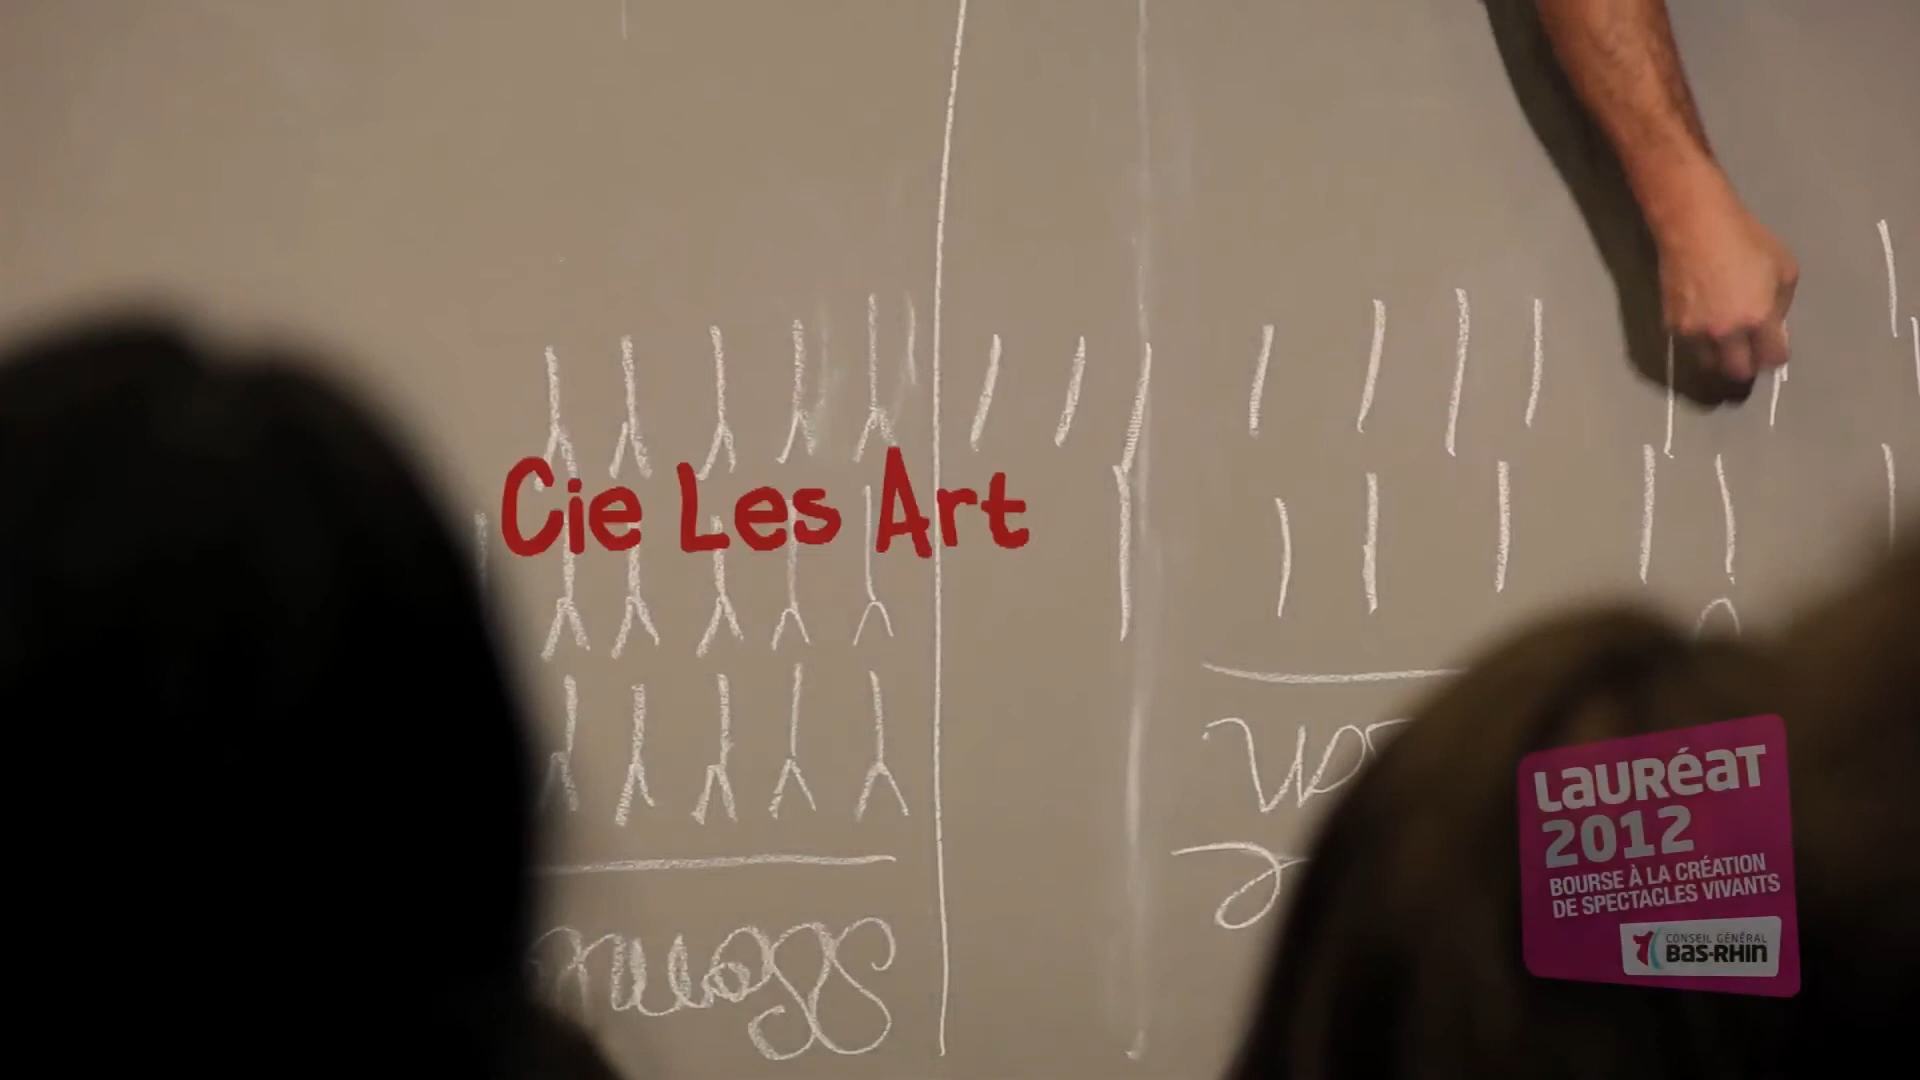 Cie Les Art
LAURéAT
2012
BOURSE À LA CRÉATION
DE SPECTACLES VIVANTS
CONSEIL GÉNÉRAL
BAS-RHIN